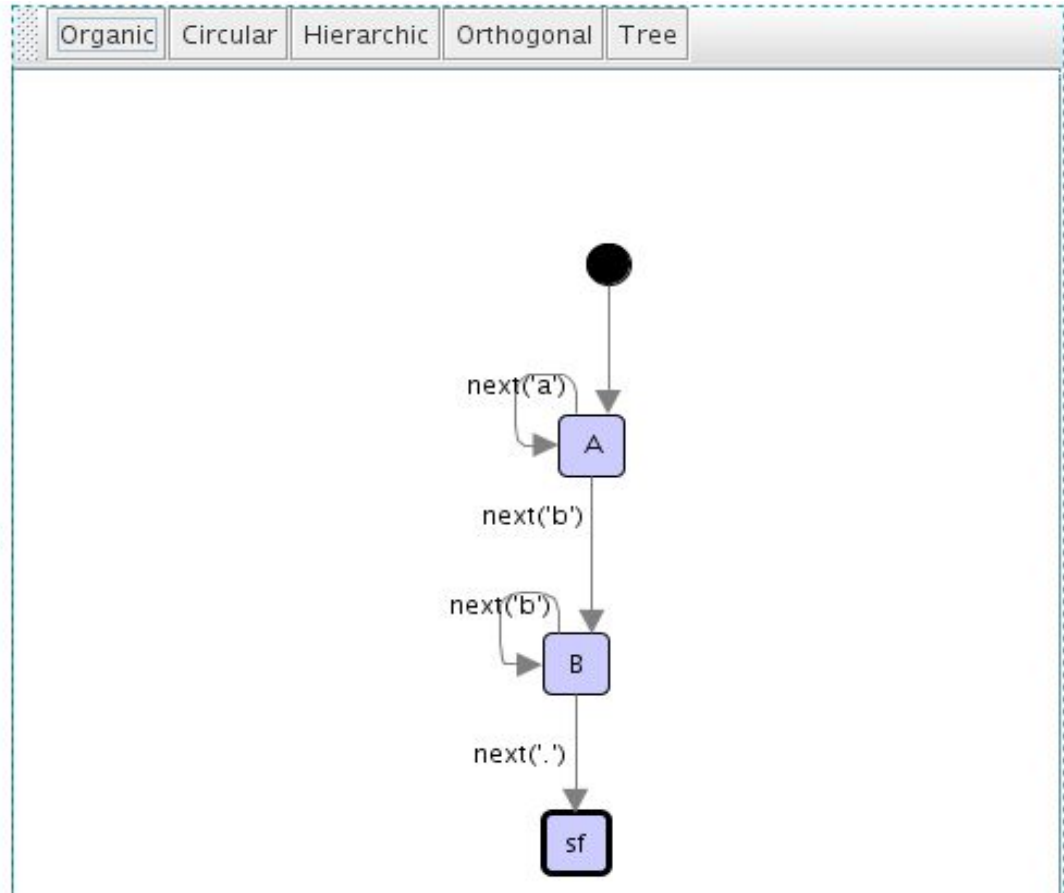 Organic Circular Hierarchic Orthogonal Tree
next('a')
A
next('b')
next('b')
B
next('.')
sf